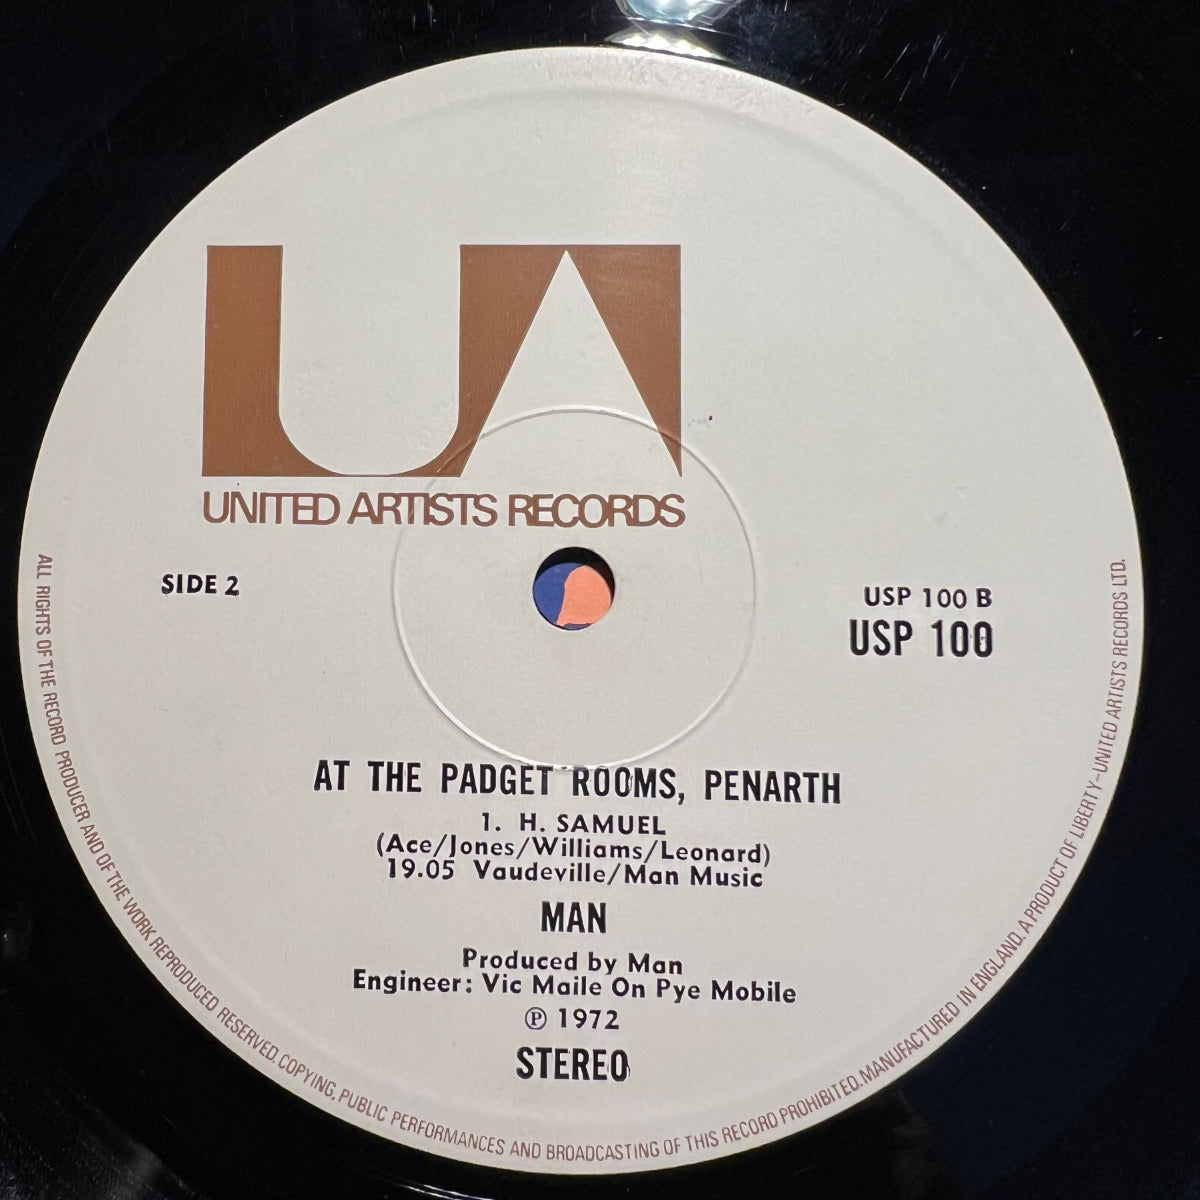 UA
UNITED ARTISTS RECORDS
SIDE 2
USP 100 B
USP 100
AT THE PADGET ROOMS, PENARTH
1. H. SAMUEL
(Ace/Jones/Williams/Leonard)
19.05 Vaudeville/Man Music
MAN
Produced by Man
Engineer: Vic Maile On Pye Mobile
℗ 1972
STEREO
ALL RIGHTS OF THE RECORD PRODUCER AND OF THE WORK REPRODUCED RESERVED. COPYING, PUBLIC PERFORMANCES AND BROADCASTING OF THIS RECORD PROHIBITED. MANUFACTURED IN ENGLAND. A PRODUCT OF LIBERTY-UNITED ARTISTS RECORDS LTD.